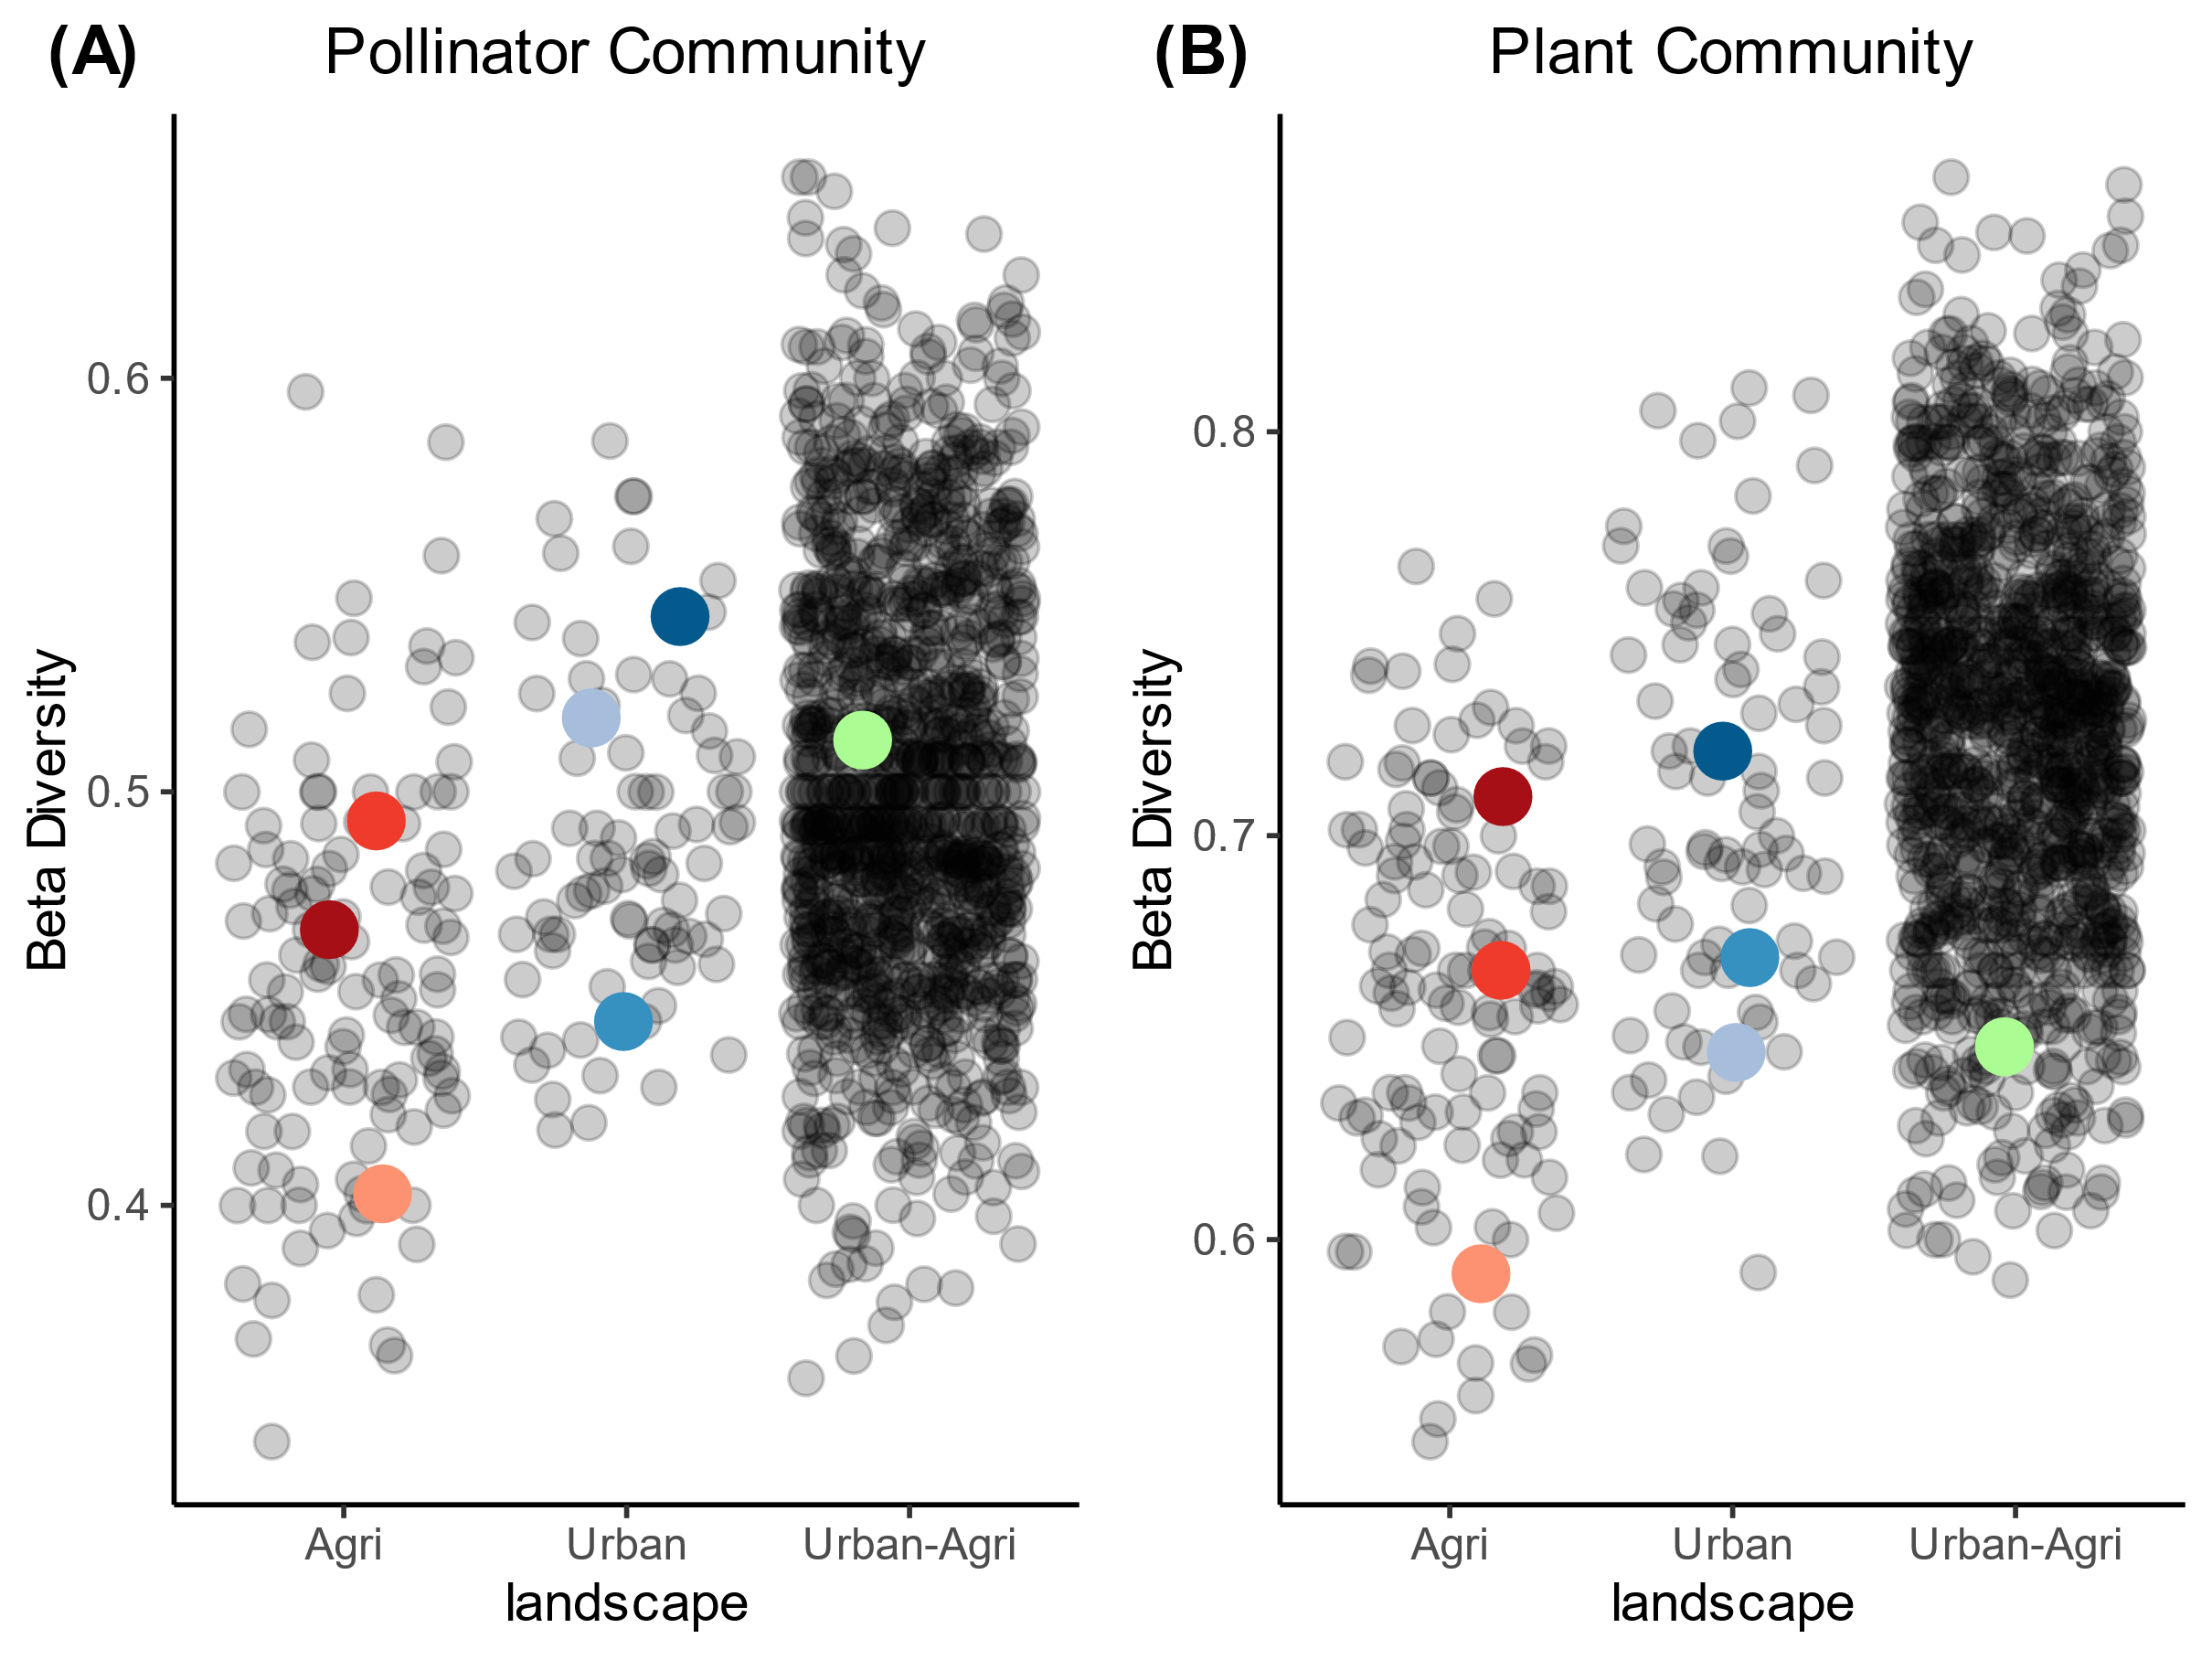 (A) Pollinator Community
0.6
0.5
0.4
Beta Diversity
Agri Urban Urban-Agri
landscape
(B) Plant Community
0.8
0.7
0.6
Beta Diversity
Agri Urban Urban-Agri
landscape